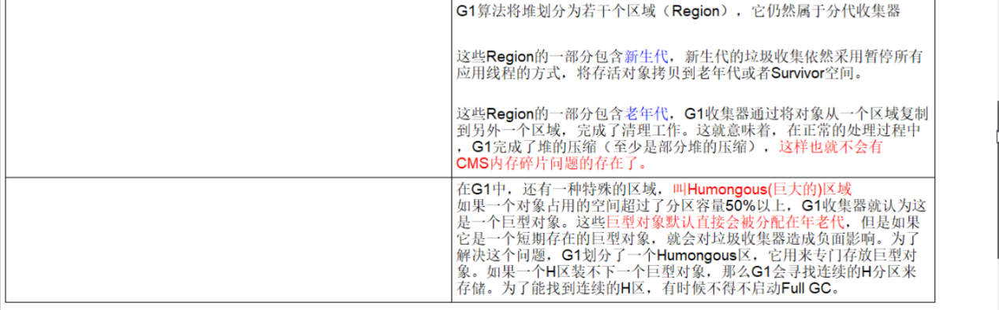 G1算法将堆划分为若干个区域（Region），它仍然属于分代收集器
这些Region的一部分包含新生代，新生代的垃圾收集依然采用暂停所有
应用线程的方式，将存活对象拷贝到老年代或者Survivor空间。
这些Region的一部分包含老年代，G1收集器通过将对象从一个区域复制
到另外一个区域，完成了清理工作。这就意味着，在正常的处理过程中
，G1完成了堆的压缩（至少是部分堆的压缩），这样也就不会有
CMS内存碎片问题的存在了。
在G1中，还有一种特殊的区域，叫Humongous(巨大的)区域
如果一个对象占用的空间超过了分区容量50%以上，G1收集器就认为这
是一个巨型对象。这些巨型对象默认直接会被分配在年老代，但是如果
它是一个短期存在的巨型对象，就会对垃圾收集器造成负面影响。为了
解决这个问题，G1划分了一个Humongous区，它用来专门存放巨型对
象。如果一个H区装不下一个巨型对象，那么G1会寻找连续的H分区来
存储。为了能找到连续的H区，有时候不得不启动Full GC。